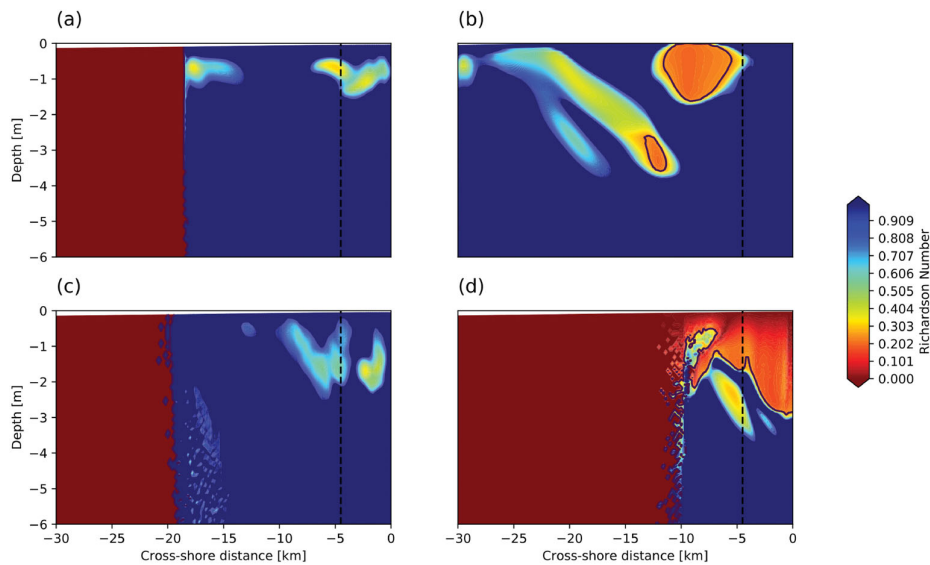 (a)
(b)
0
−1
−2
−3
−4
−5
−6
Depth [m]
0.909
0.808
0.707
0.606
0.505
0.404
0.303
0.202
0.101
0.000
Richardson Number
(c)
(d)
0
−1
−2
−3
−4
−5
−6
Depth [m]
−30 −25 −20 −15 −10 −5 0
−30 −25 −20 −15 −10 −5 0
Cross-shore distance [km]
Cross-shore distance [km]